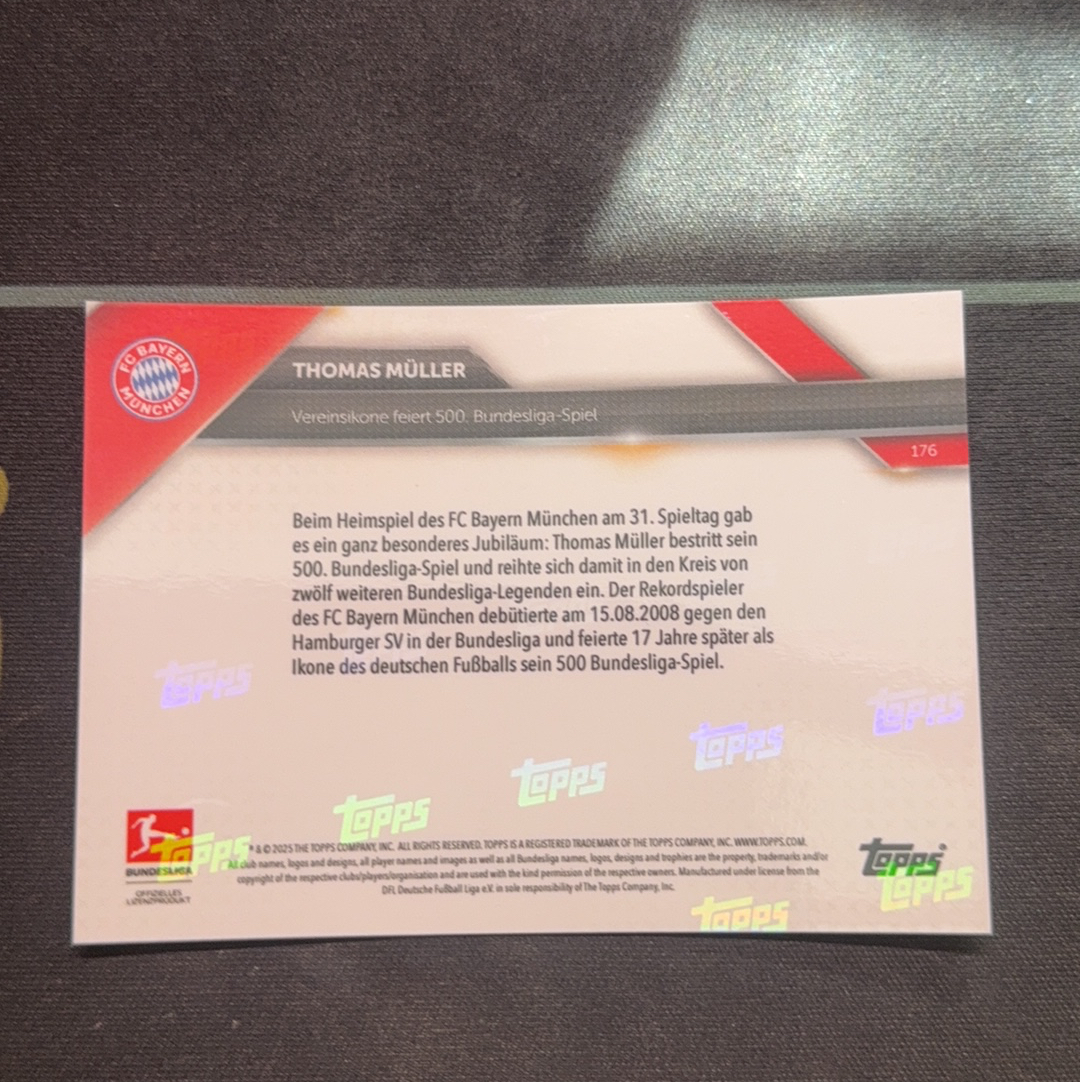 FC BAYERN
MÜNCHEN
THOMAS MÜLLER
Vereinsikone feiert 500. Bundesliga-Spiel
176
Beim Heimspiel des FC Bayern München am 31. Spieltag gab
es ein ganz besonderes Jubiläum: Thomas Müller bestritt sein
500. Bundesliga-Spiel und reihte sich damit in den Kreis von
zwölf weiteren Bundesliga-Legenden ein. Der Rekordspieler
des FC Bayern München debütierte am 15.08.2008 gegen den
Hamburger SV in der Bundesliga und feierte 17 Jahre später als
Ikone des deutschen Fußballs sein 500 Bundesliga-Spiel.
Topps
Topps
Topps
Topps
Topps
Topps
BUNDESLIGA
OFFIZIELLES
LIZENZPRODUKT
® & © 2025 THE TOPPS COMPANY, INC. ALL RIGHTS RESERVED. TOPPS IS A REGISTERED TRADEMARK OF THE TOPPS COMPANY, INC. WWW.TOPPS.COM.
All club names, logos and designs, all player names and images as well as all Bundesliga names, logos, designs and trophies are the property, trademarks and/or
copyright of the respective clubs/players/organisation and are used with the kind permission of the respective owners. Manufactured under license from the
DFL Deutsche Fußball Liga e.V. in sole responsibility of The Topps Company, Inc.
Topps
Topps
Topps